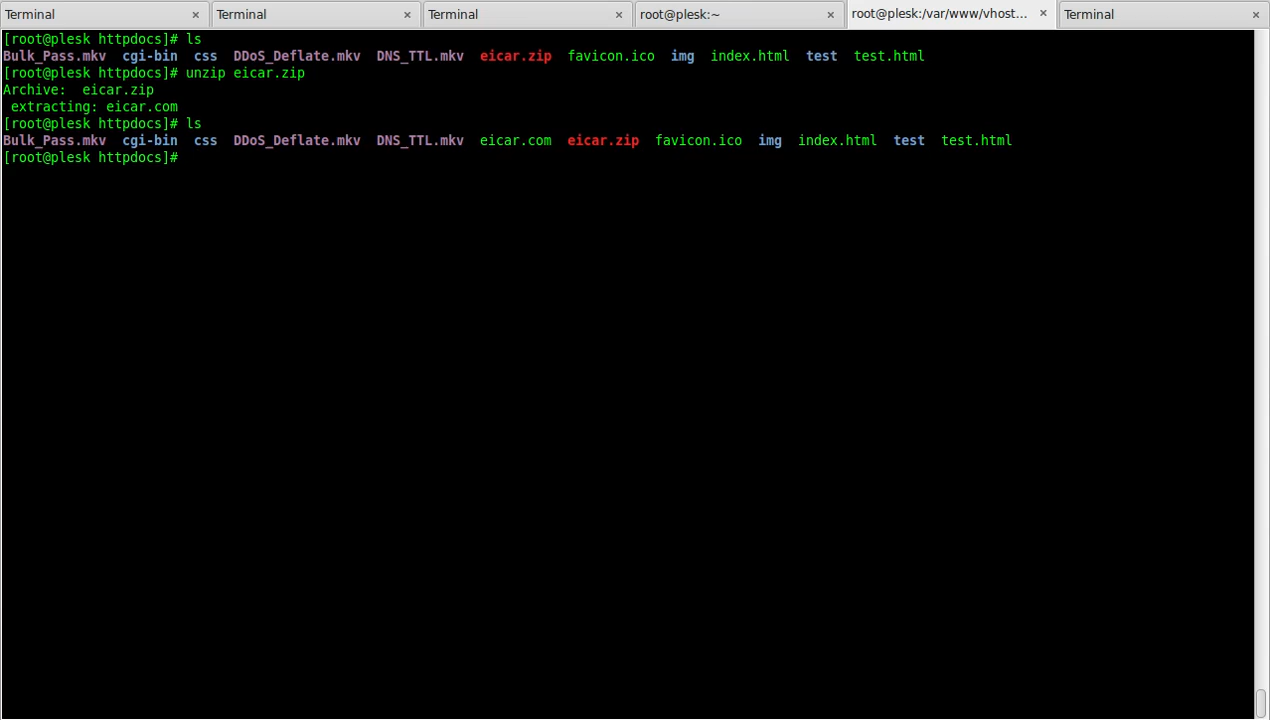 Terminal × Terminal × Terminal × root@plesk:~ × root@plesk:/var/www/vhost... × Terminal ×
[root@plesk httpdocs]# ls
Bulk_Pass.mkv cgi-bin css DDoS_Deflate.mkv DNS_TTL.mkv eicar.zip favicon.ico img index.html test test.html
[root@plesk httpdocs]# unzip eicar.zip
Archive: eicar.zip
extracting: eicar.com
[root@plesk httpdocs]# ls
Bulk_Pass.mkv cgi-bin css DDoS_Deflate.mkv DNS_TTL.mkv eicar.com eicar.zip favicon.ico img index.html test test.html
[root@plesk httpdocs]#